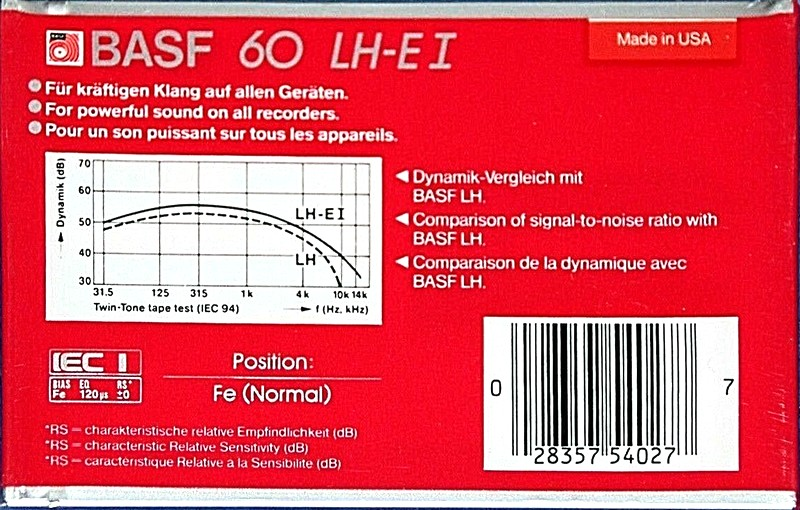 BASF 60 LH-E I
Made in USA
Für kräftigen Klang auf allen Geräten.
For powerful sound on all recorders.
Pour un son puissant sur tous les appareils.
Dynamik (dB)
70
60
50
40
30
LH-EI
LH
31.5 125 315 1k 4k 10k 14k
Twin-Tone tape test (IEC 94) f (Hz, kHz)
Dynamik-Vergleich mit
BASF LH.
Comparison of signal-to-noise ratio with
BASF LH.
Comparaison de la dynamique avec
BASF LH.
IEC I
BIAS EQ RS*
Fe 120µs ±0
Position:
Fe (Normal)
*RS = charakteristische relative Empfindlichkeit (dB)
*RS = characteristic Relative Sensitivity (dB)
*RS = caractéristique Relative à la Sensibilité (dB)
0 28357 54027 7